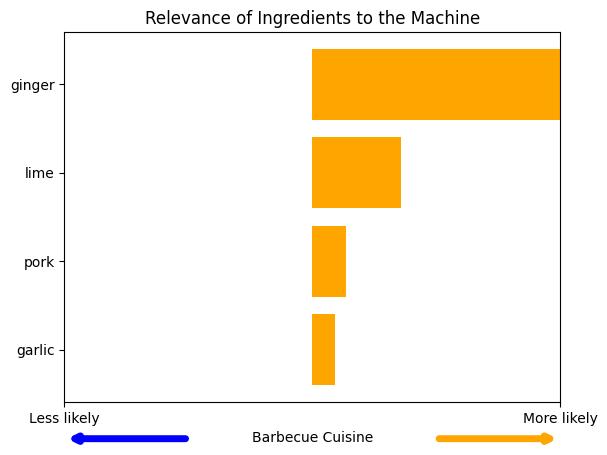 Relevance of Ingredients to the Machine
ginger
lime
pork
garlic
Less likely
More likely
Barbecue Cuisine